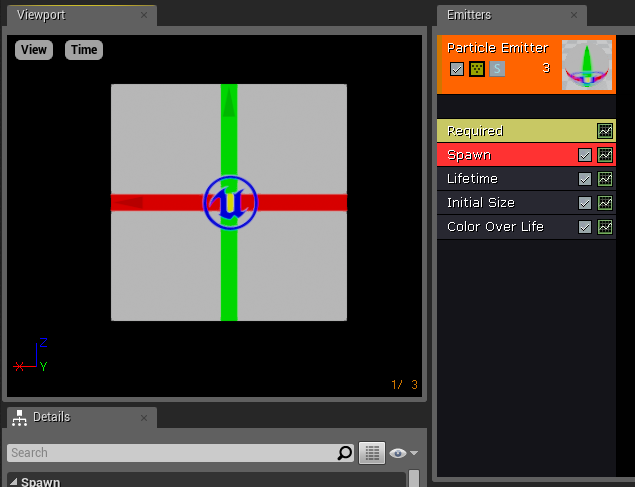 Viewport
View Time
Z
X Y
1/ 3
Details
Search
Spawn
Emitters
Particle Emitter
S 3
Required
Spawn
Lifetime
Initial Size
Color Over Life